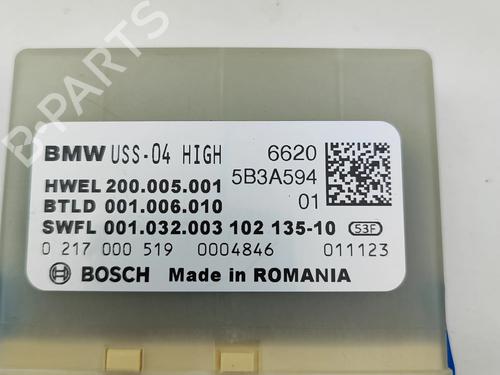 B-PARTS
BMW USS-04 HIGH 6620
5B3A594
HWEL 200.005.001 01
BTLD 001.006.010
SWFL 001.032.003 102 135-10 53F
0 217 000 519 0004846 011123
BOSCH Made in ROMANIA